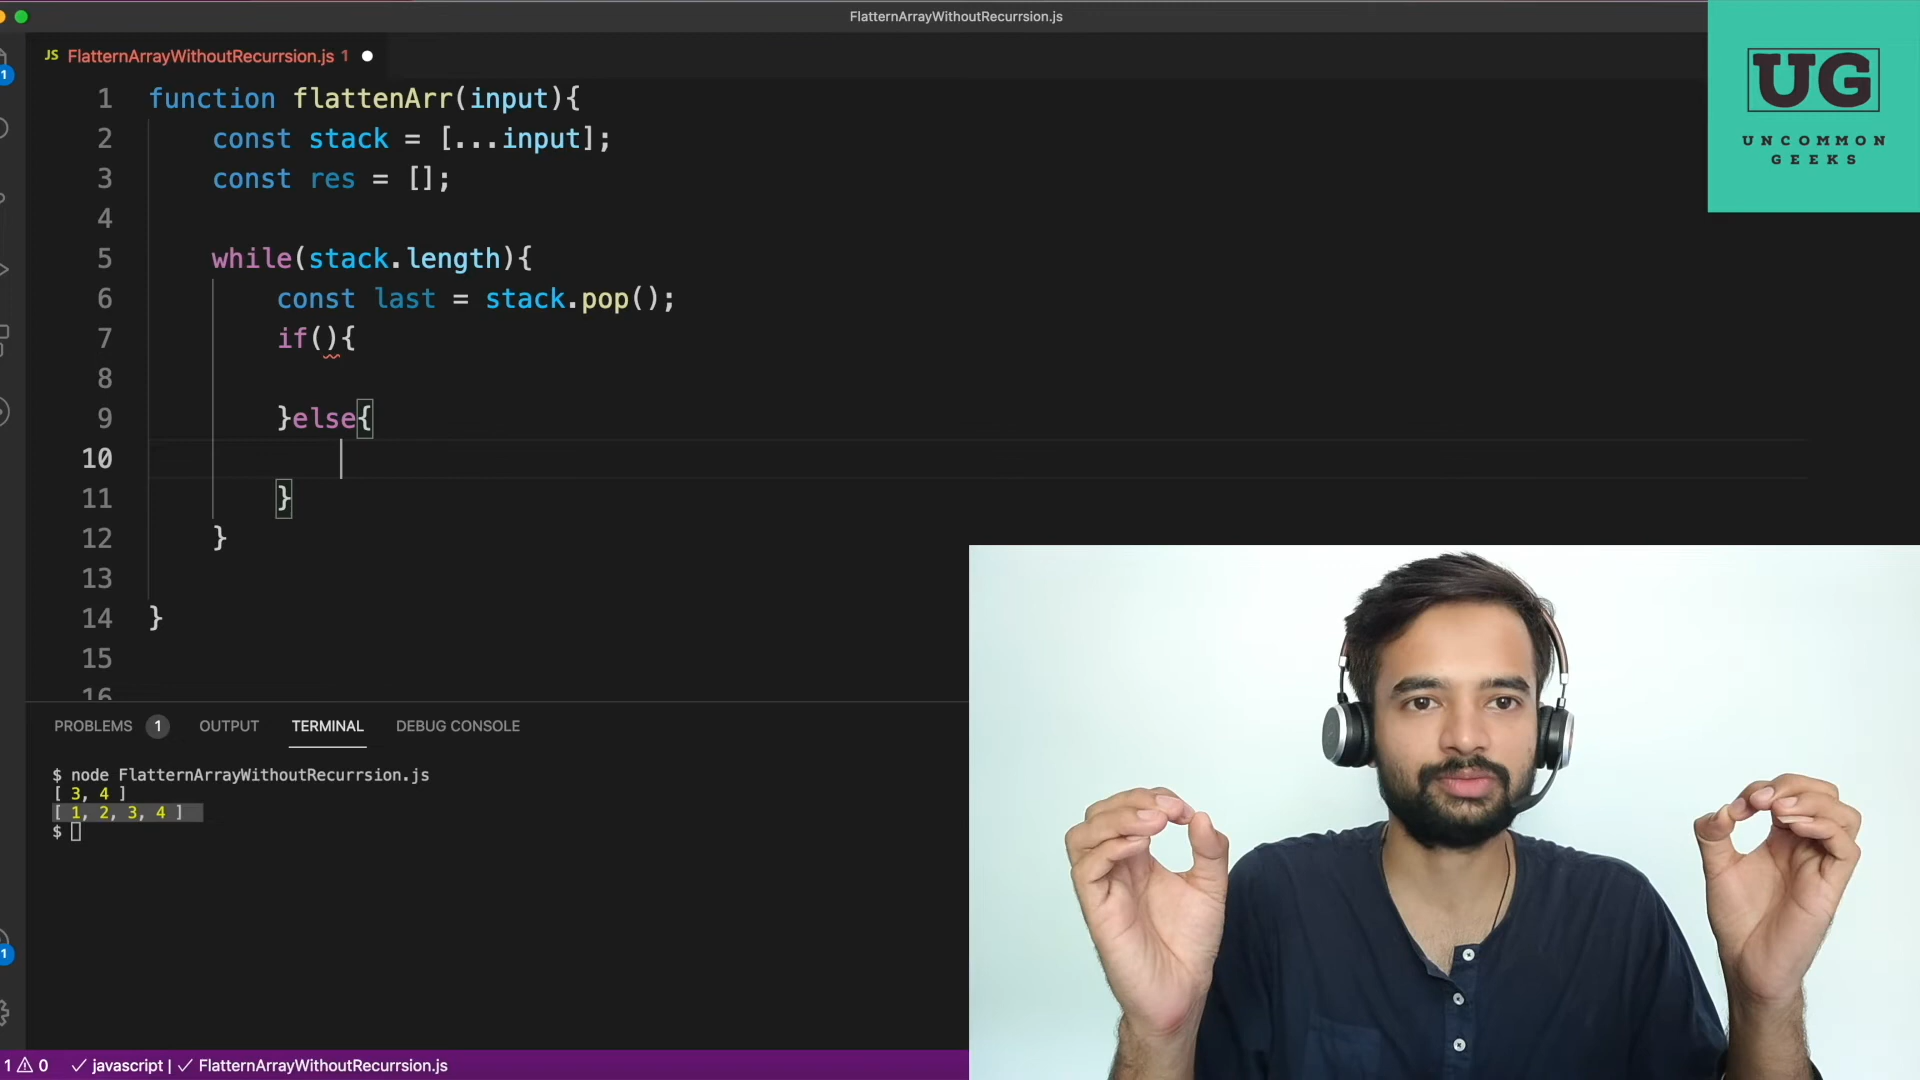 FlatternArrayWithoutRecurrsion.js
JS FlatternArrayWithoutRecurrsion.js 1
1 function flattenArr(input){
2 const stack = [...input];
3 const res = [];
4
5 while(stack.length){
6 const last = stack.pop();
7 if(){
8
9 }else{
10
11 }
12 }
13
14 }
15
16
UG
UNCOMMON
GEEKS
1
PROBLEMS 1 OUTPUT TERMINAL DEBUG CONSOLE
$ node FlatternArrayWithoutRecurrsion.js
[ 3, 4 ]
[ 1, 2, 3, 4 ]
$
1
1 0 javascript | FlatternArrayWithoutRecurrsion.js